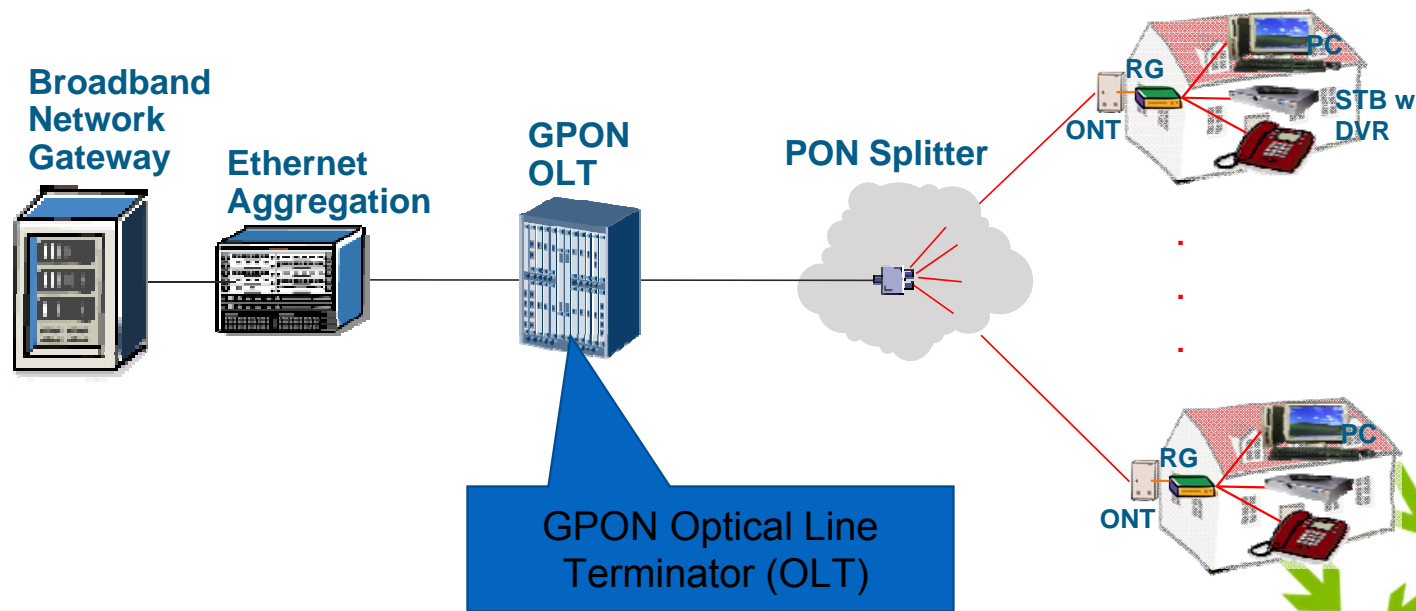 Broadband
Network
Gateway
Ethernet
Aggregation
GPON
OLT
PON Splitter
RG
ONT
PC
STB w
DVR
.
.
.
RG
ONT
PC
GPON Optical Line
Terminator (OLT)